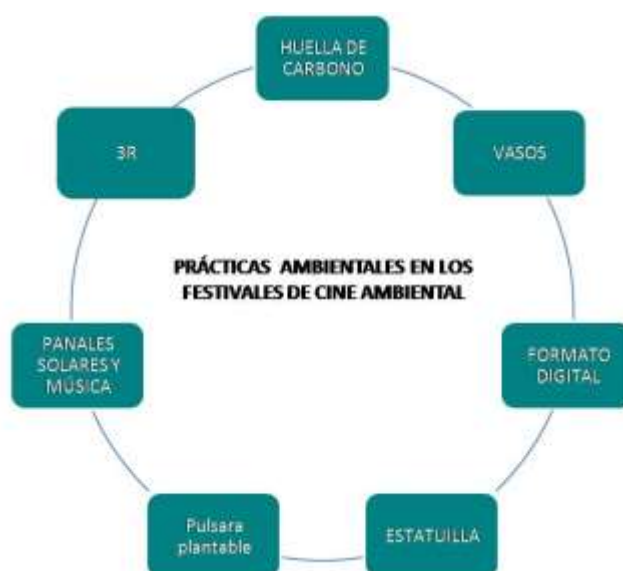 HUELLA DE
CARBONO
VASOS
FORMATO
DIGITAL
ESTATUILLA
Pulsara
plantable
PANALES
SOLARES Y
MÚSICA
3R
PRÁCTICAS AMBIENTALES EN LOS
FESTIVALES DE CINE AMBIENTAL